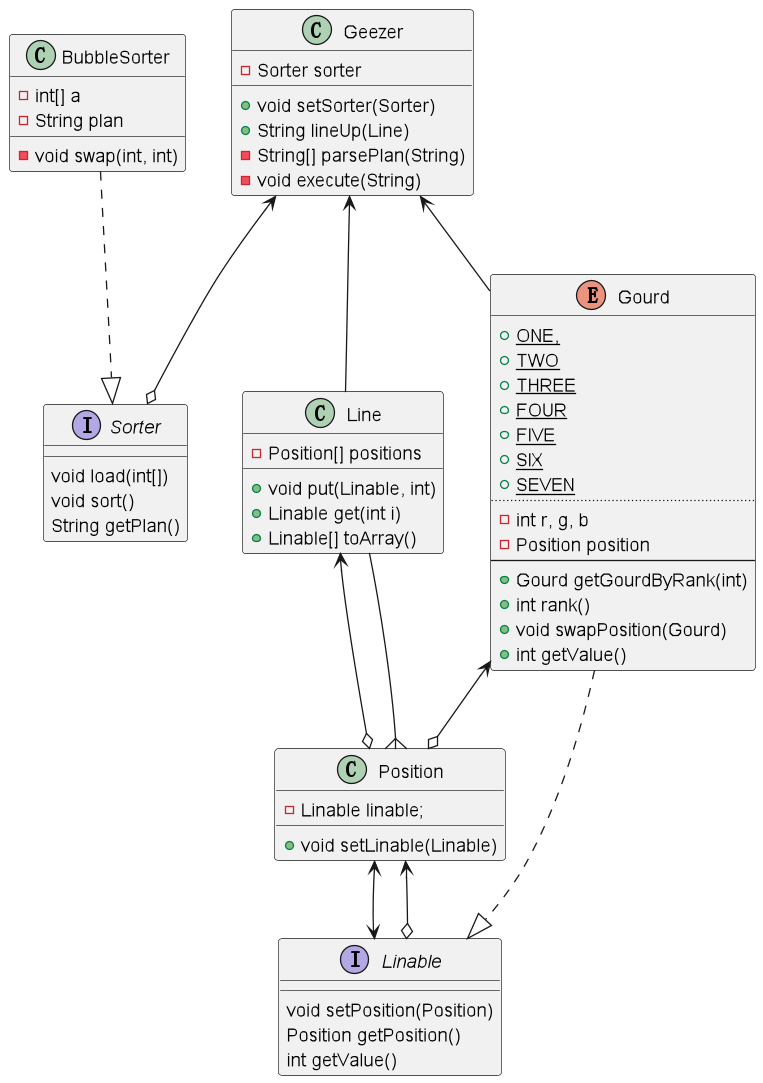 C BubbleSorter
int[] a
String plan
void swap(int, int)
C Geezer
Sorter sorter
void setSorter(Sorter)
String lineUp(Line)
String[] parsePlan(String)
void execute(String)
E Gourd
ONE,
TWO
THREE
FOUR
FIVE
SIX
SEVEN
int r, g, b
Position position
Gourd getGourdByRank(int)
int rank()
void swapPosition(Gourd)
int getValue()
I Sorter
void load(int[])
void sort()
String getPlan()
C Line
Position[] positions
void put(Linable, int)
Linable get(int i)
Linable[] toArray()
C Position
Linable linable;
void setLinable(Linable)
I Linable
void setPosition(Position)
Position getPosition()
int getValue()